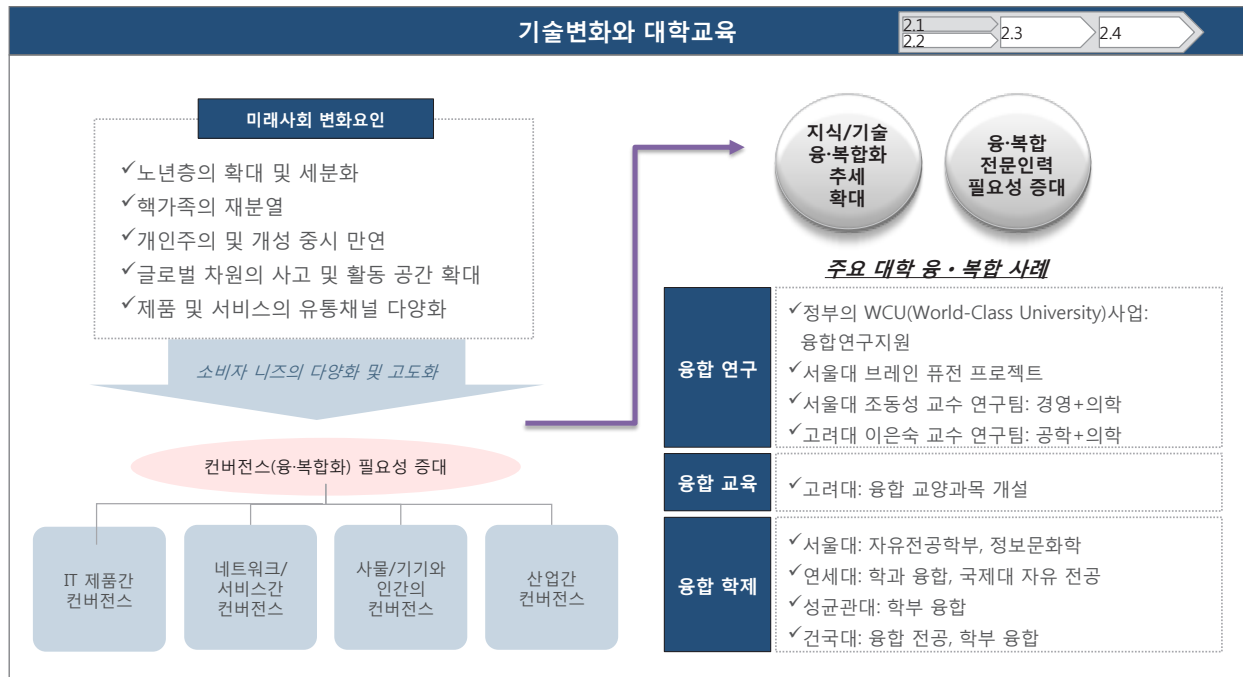 기술변화와 대학교육
2.1
2.2
2.3
2.4
미래사회 변화요인
✓노년층의 확대 및 세분화
✓핵가족의 재분열
✓개인주의 및 개성 중시 만연
✓글로벌 차원의 사고 및 활동 공간 확대
✓제품 및 서비스의 유통채널 다양화
소비자 니즈의 다양화 및 고도화
컨버전스(융·복합화) 필요성 증대
IT 제품간
컨버전스
네트워크/
서비스간
컨버전스
사물/기기와
인간의
컨버전스
산업간
컨버전스
지식/기술
융·복합화
추세
확대
융·복합
전문인력
필요성 증대
주요 대학 융·복합 사례
융합 연구
✓정부의 WCU(World-Class University)사업:
융합연구지원
✓서울대 브레인 퓨전 프로젝트
✓서울대 조동성 교수 연구팀: 경영+의학
✓고려대 이은숙 교수 연구팀: 공학+의학
융합 교육
✓고려대: 융합 교양과목 개설
융합 학제
✓서울대: 자유전공학부, 정보문화학
✓연세대: 학과 융합, 국제대 자유 전공
✓성균관대: 학부 융합
✓건국대: 융합 전공, 학부 융합